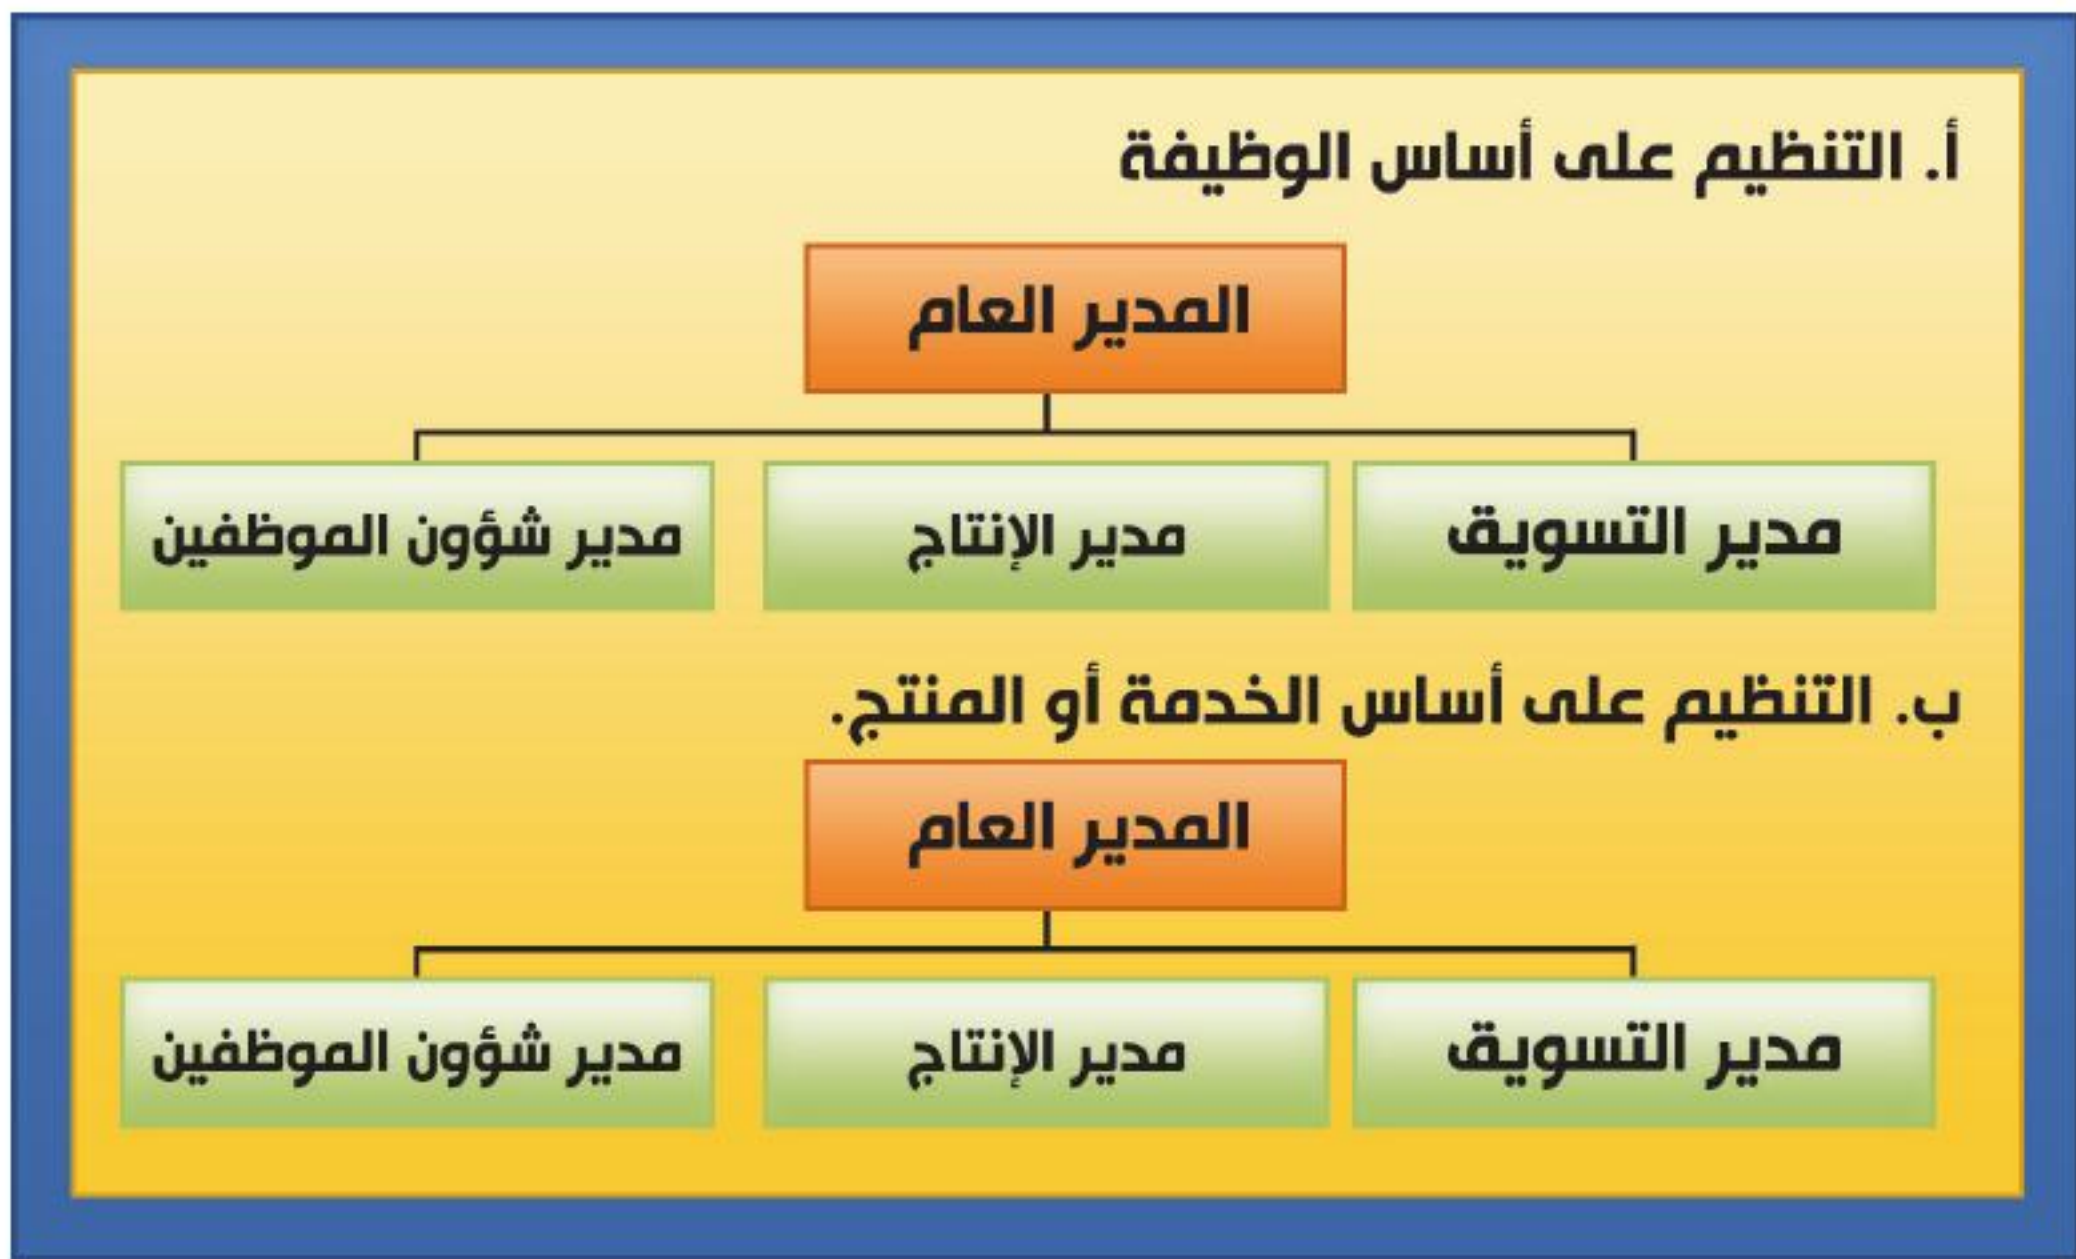 أ. التنظيم على أساس الوظيفة
المدير العام
مدير التسويق
مدير الإنتاج
مدير شؤون الموظفين
ب. التنظيم على أساس الخدمة أو المنتج.
المدير العام
مدير التسويق
مدير الإنتاج
مدير شؤون الموظفين